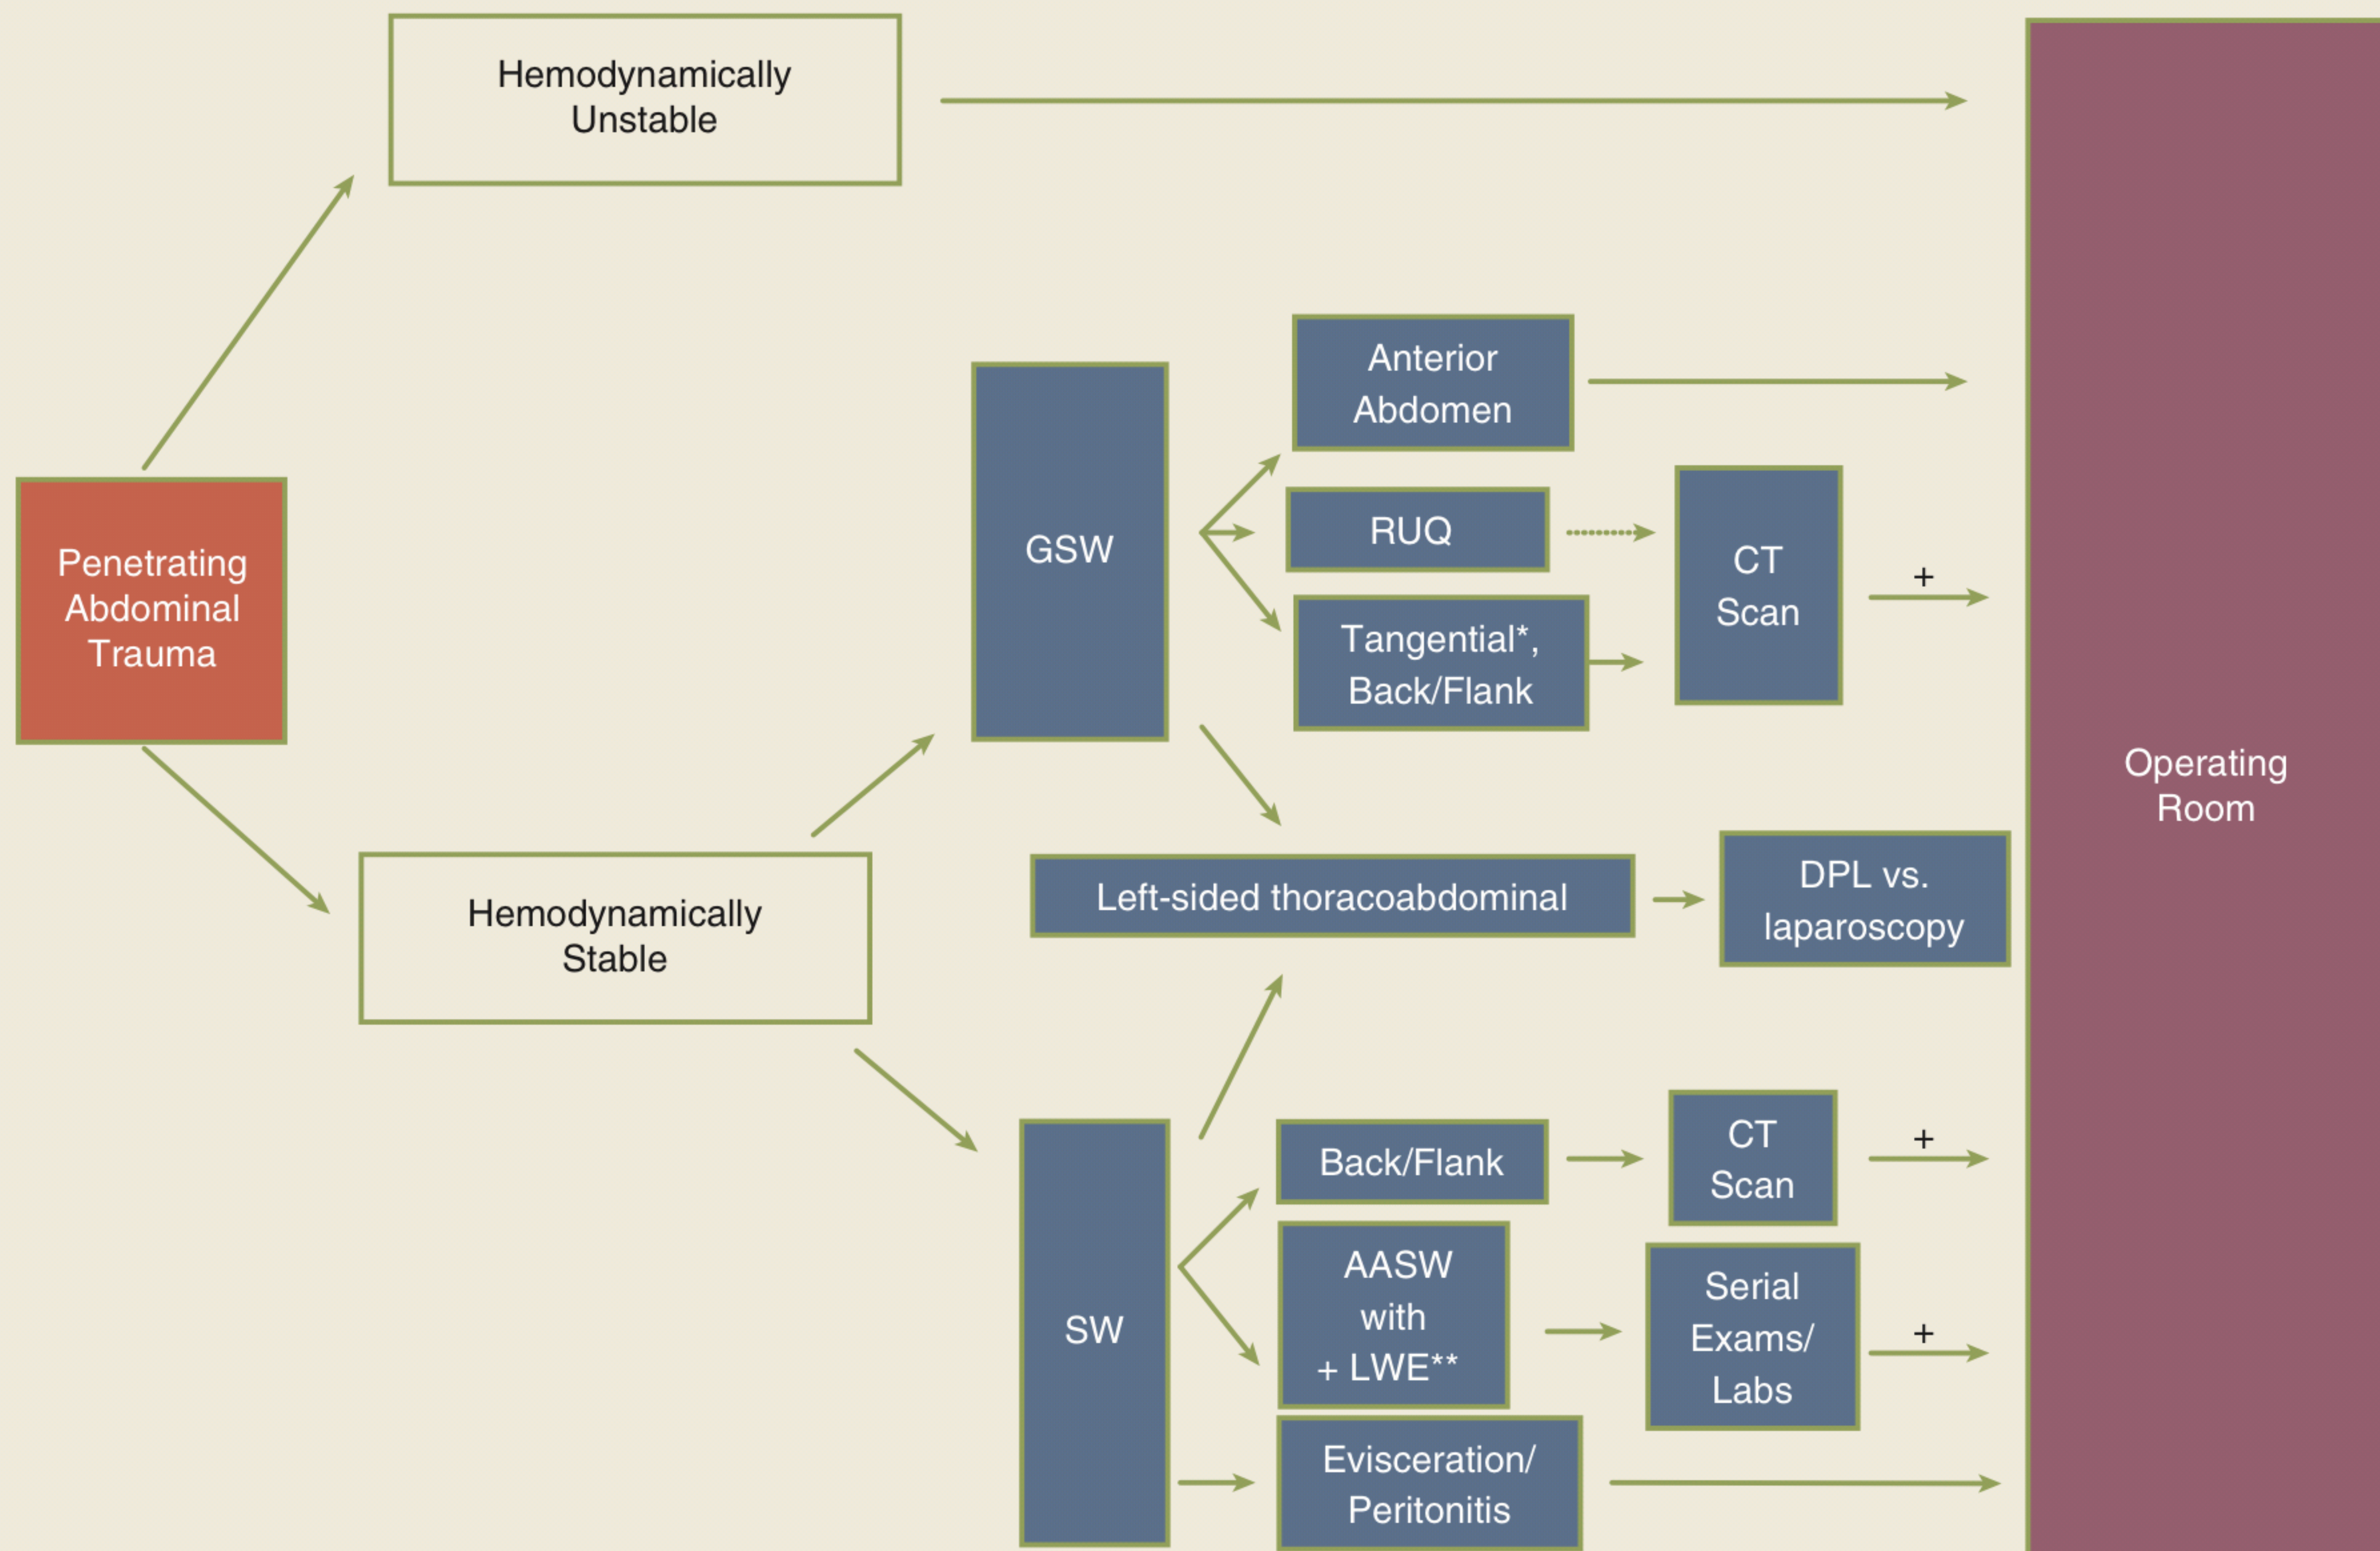 Hemodynamically
Unstable
Penetrating
Abdominal
Trauma
Hemodynamically
Stable
GSW
Anterior
Abdomen
RUQ
Tangential*,
Back/Flank
CT
Scan
+
Left-sided thoracoabdominal
DPL vs.
laparoscopy
SW
Back/Flank
CT
Scan
+
AASW
with
+ LWE**
Serial
Exams/
Labs
+
Evisceration/
Peritonitis
Operating
Room